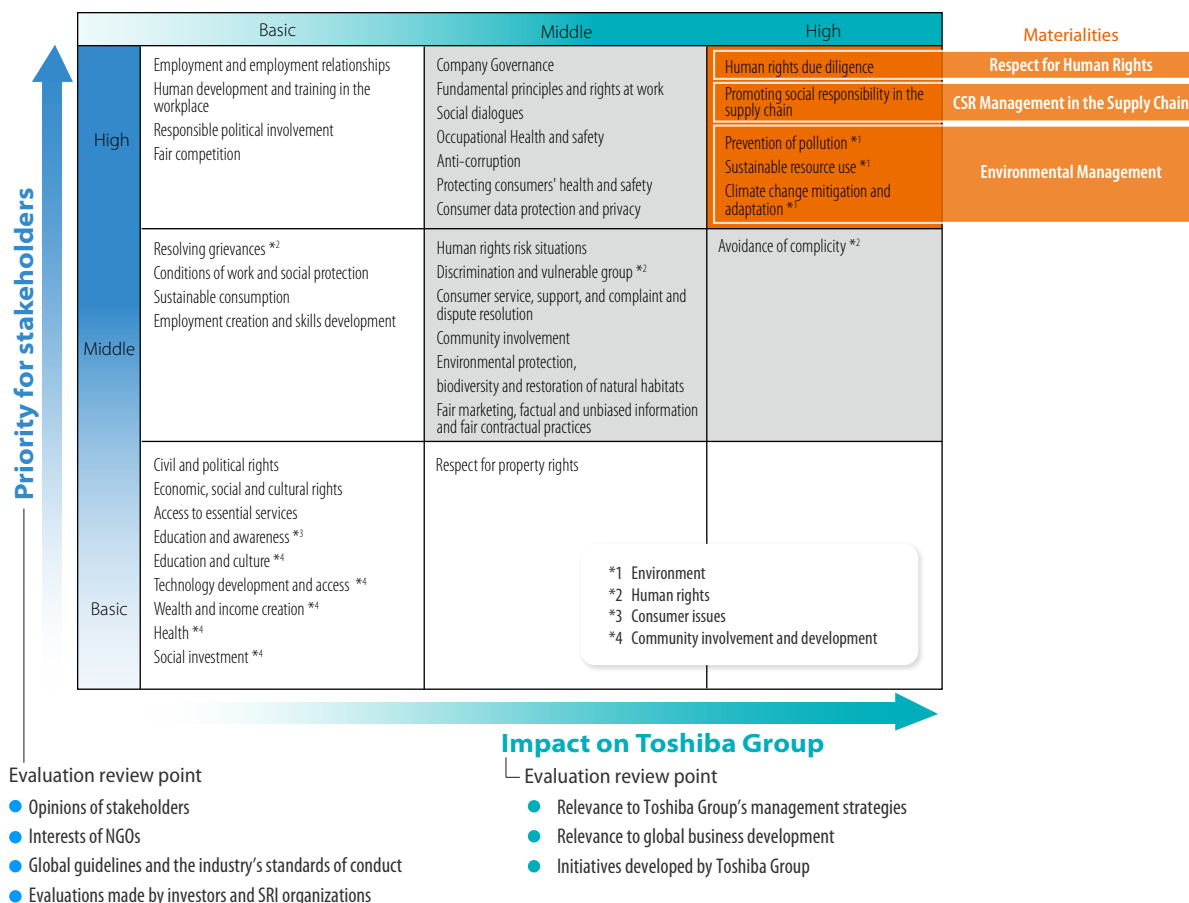 Basic
Middle
High
Materialities
Priority for stakeholders
High
Employment and employment relationships
Human development and training in the
workplace
Responsible political involvement
Fair competition
Company Governance
Fundamental principles and rights at work
Social dialogues
Occupational Health and safety
Anti-corruption
Protecting consumers' health and safety
Consumer data protection and privacy
Human rights due diligence
Respect for Human Rights
Promoting social responsibility in the
supply chain
CSR Management in the Supply Chain
Prevention of pollution *1
Sustainable resource use *1
Climate change mitigation and
adaptation *1
Environmental Management
Middle
Resolving grievances *2
Conditions of work and social protection
Sustainable consumption
Employment creation and skills development
Human rights risk situations
Discrimination and vulnerable group *2
Consumer service, support, and complaint and
dispute resolution
Community involvement
Environmental protection,
biodiversity and restoration of natural habitats
Fair marketing, factual and unbiased information
and fair contractual practices
Avoidance of complicity *2
Basic
Civil and political rights
Economic, social and cultural rights
Access to essential services
Education and awareness *3
Education and culture *4
Technology development and access *4
Wealth and income creation *4
Health *4
Social investment *4
Respect for property rights
*1 Environment
*2 Human rights
*3 Consumer issues
*4 Community involvement and development
Impact on Toshiba Group
Evaluation review point
Opinions of stakeholders
Interests of NGOs
Global guidelines and the industry's standards of conduct
Evaluations made by investors and SRI organizations
Evaluation review point
Relevance to Toshiba Group's management strategies
Relevance to global business development
Initiatives developed by Toshiba Group